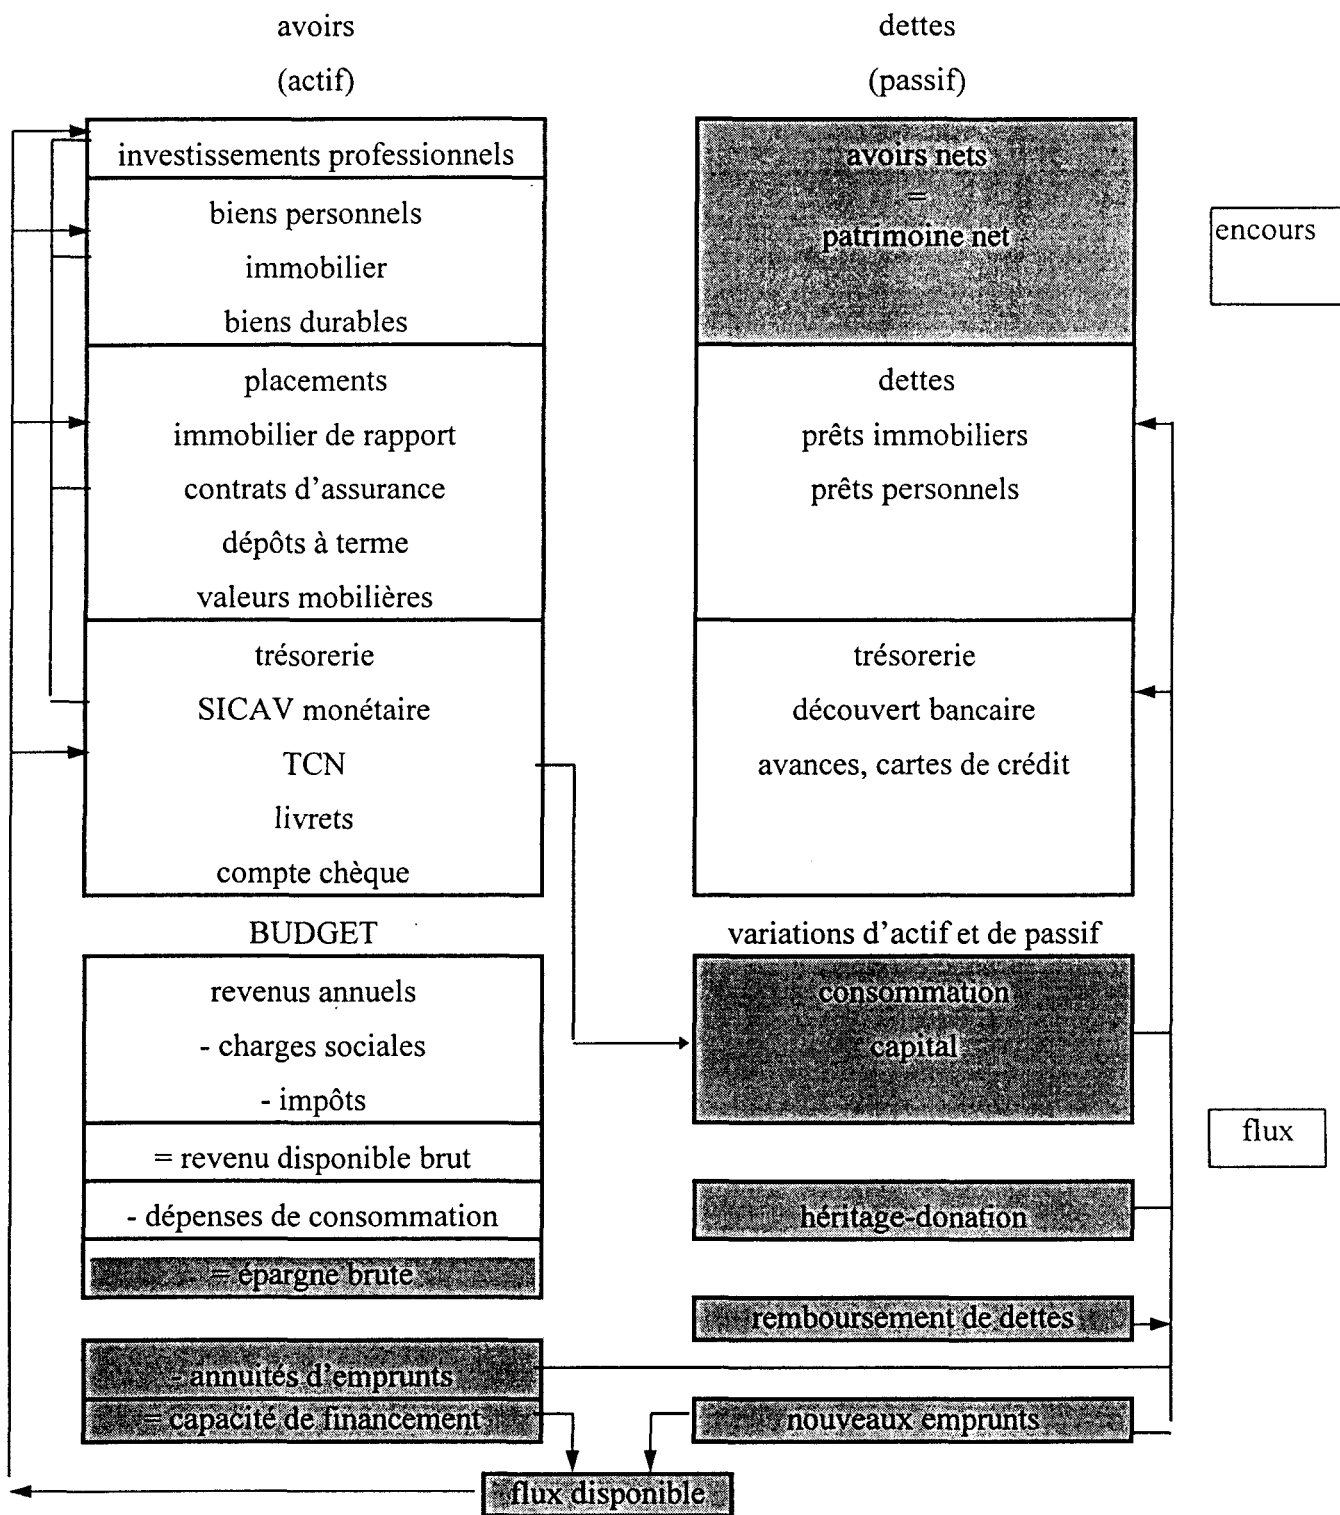 avoirs
(actif)
investissements professionnels
biens personnels
immobilier
biens durables
placements
immobilier de rapport
contrats d’assurance
dépôts à terme
valeurs mobilières
trésorerie
SICAV monétaire
TCN
livrets
compte chèque
dettes
(passif)
avoirs nets
=
patrimoine net
dettes
prêts immobiliers
prêts personnels
trésorerie
découvert bancaire
avances, cartes de crédit
encours
BUDGET
revenus annuels
- charges sociales
- impôts
= revenu disponible brut
- dépenses de consommation
= épargne brute
- annuités d’emprunts
= capacité de financement
variations d’actif et de passif
consommation
capital
héritage-donation
remboursement de dettes
nouveaux emprunts
flux
flux disponible